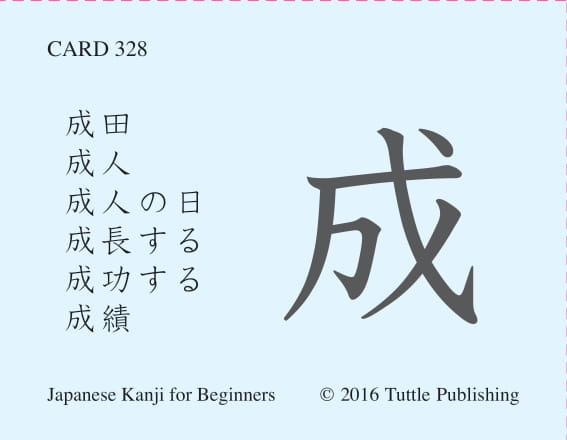 CARD 328
成田
成人
成人の日
成長する
成功する
成績
成
Japanese Kanji for Beginners
© 2016 Tuttle Publishing